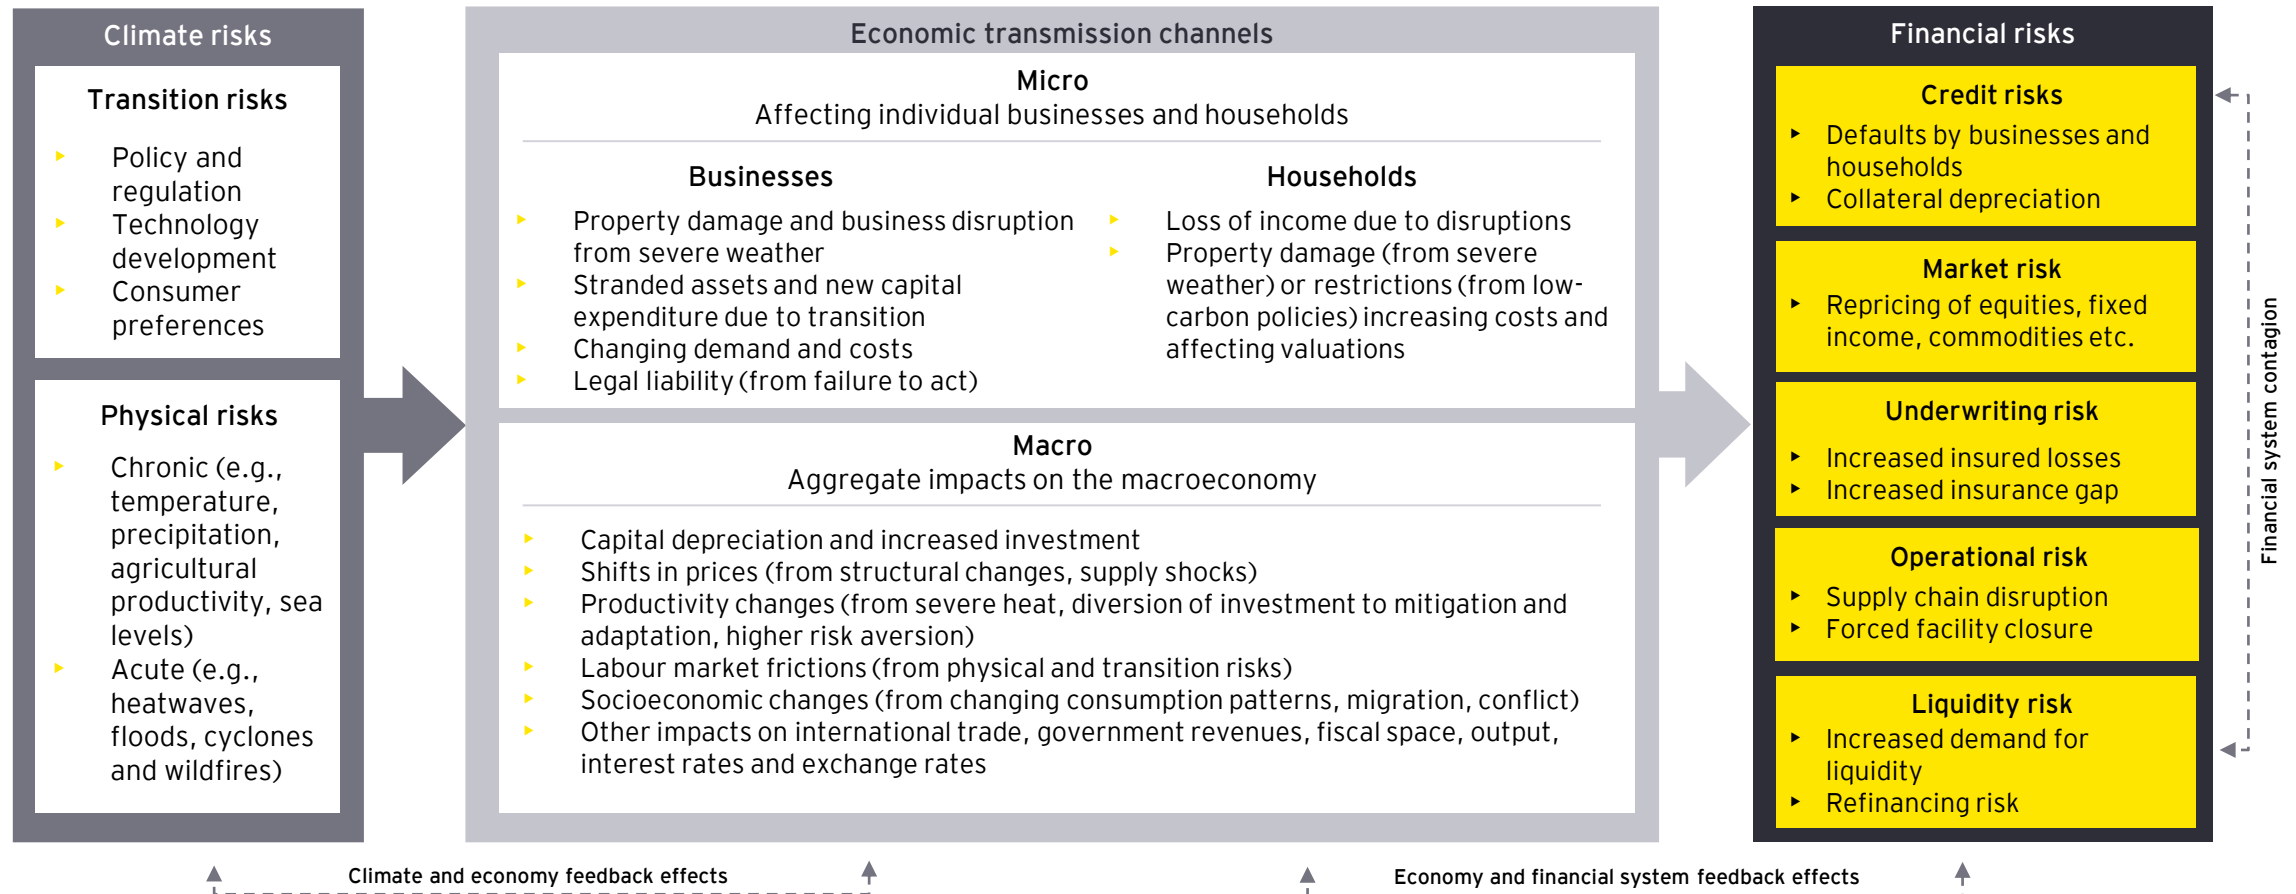 Climate risks
Transition risks
Policy and
regulation
Technology
development
Consumer
preferences
Physical risks
Chronic (e.g.,
temperature,
precipitation,
agricultural
productivity, sea
levels)
Acute (e.g.,
heatwaves,
floods, cyclones
and wildfires)
Economic transmission channels
Micro
Affecting individual businesses and households
Businesses
Property damage and business disruption
from severe weather
Stranded assets and new capital
expenditure due to transition
Changing demand and costs
Legal liability (from failure to act)
Households
Loss of income due to disruptions
Property damage (from severe
weather) or restrictions (from low-
carbon policies) increasing costs and
affecting valuations
Macro
Aggregate impacts on the macroeconomy
Capital depreciation and increased investment
Shifts in prices (from structural changes, supply shocks)
Productivity changes (from severe heat, diversion of investment to mitigation and
adaptation, higher risk aversion)
Labour market frictions (from physical and transition risks)
Socioeconomic changes (from changing consumption patterns, migration, conflict)
Other impacts on international trade, government revenues, fiscal space, output,
interest rates and exchange rates
Financial risks
Credit risks
Defaults by businesses and
households
Collateral depreciation
Market risk
Repricing of equities, fixed
income, commodities etc.
Underwriting risk
Increased insured losses
Increased insurance gap
Operational risk
Supply chain disruption
Forced facility closure
Liquidity risk
Increased demand for
liquidity
Refinancing risk
Financial system contagion
Climate and economy feedback effects
Economy and financial system feedback effects